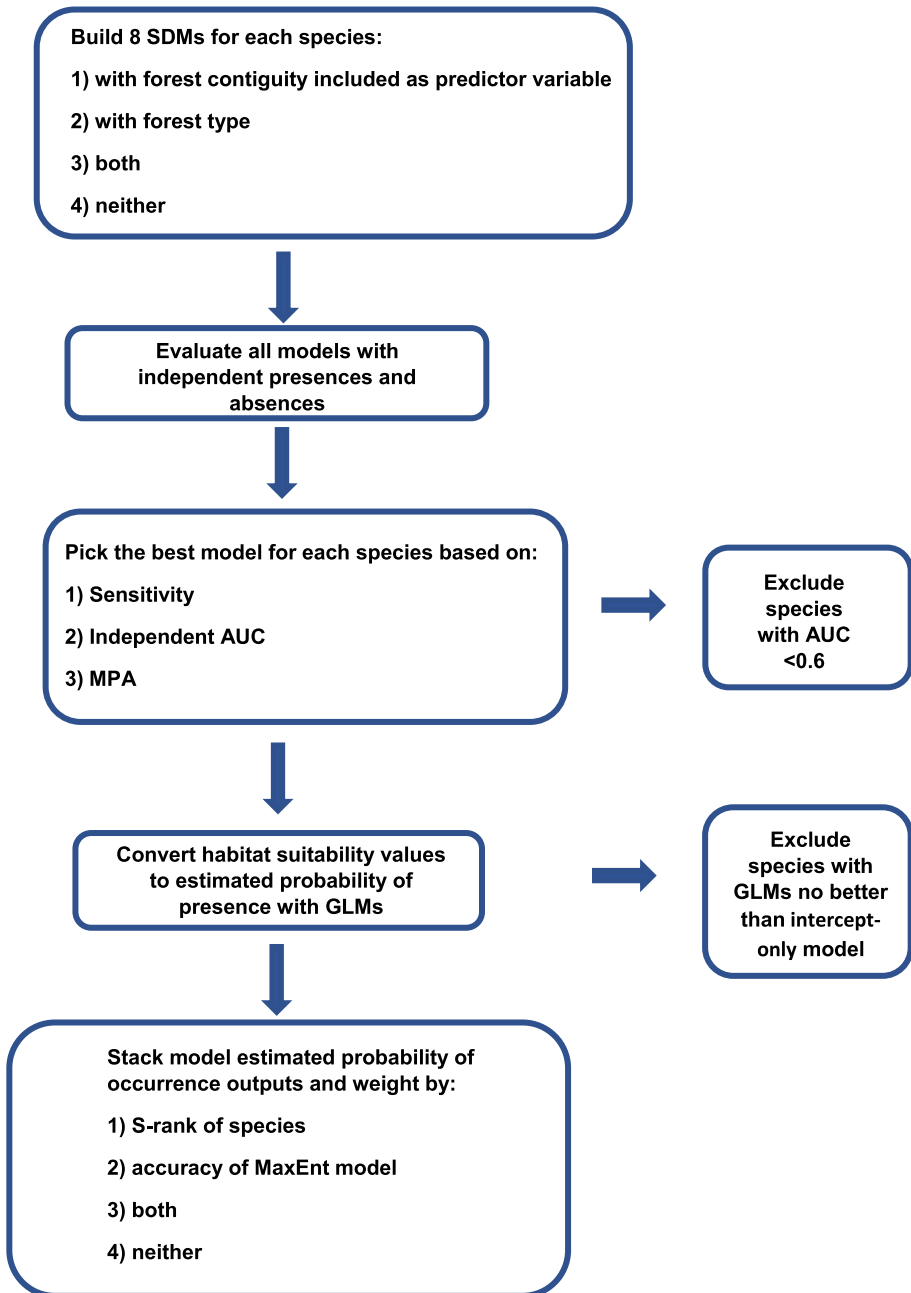 Build 8 SDMs for each species:
1) with forest contiguity included as predictor variable
2) with forest type
3) both
4) neither
Evaluate all models with
independent presences and
absences
Pick the best model for each species based on:
1) Sensitivity
2) Independent AUC
3) MPA
Exclude
species
with AUC
<0.6
Convert habitat suitability values
to estimated probability of
presence with GLMs
Exclude
species with
GLMs no better
than intercept-
only model
Stack model estimated probability of
occurrence outputs and weight by:
1) S-rank of species
2) accuracy of MaxEnt model
3) both
4) neither